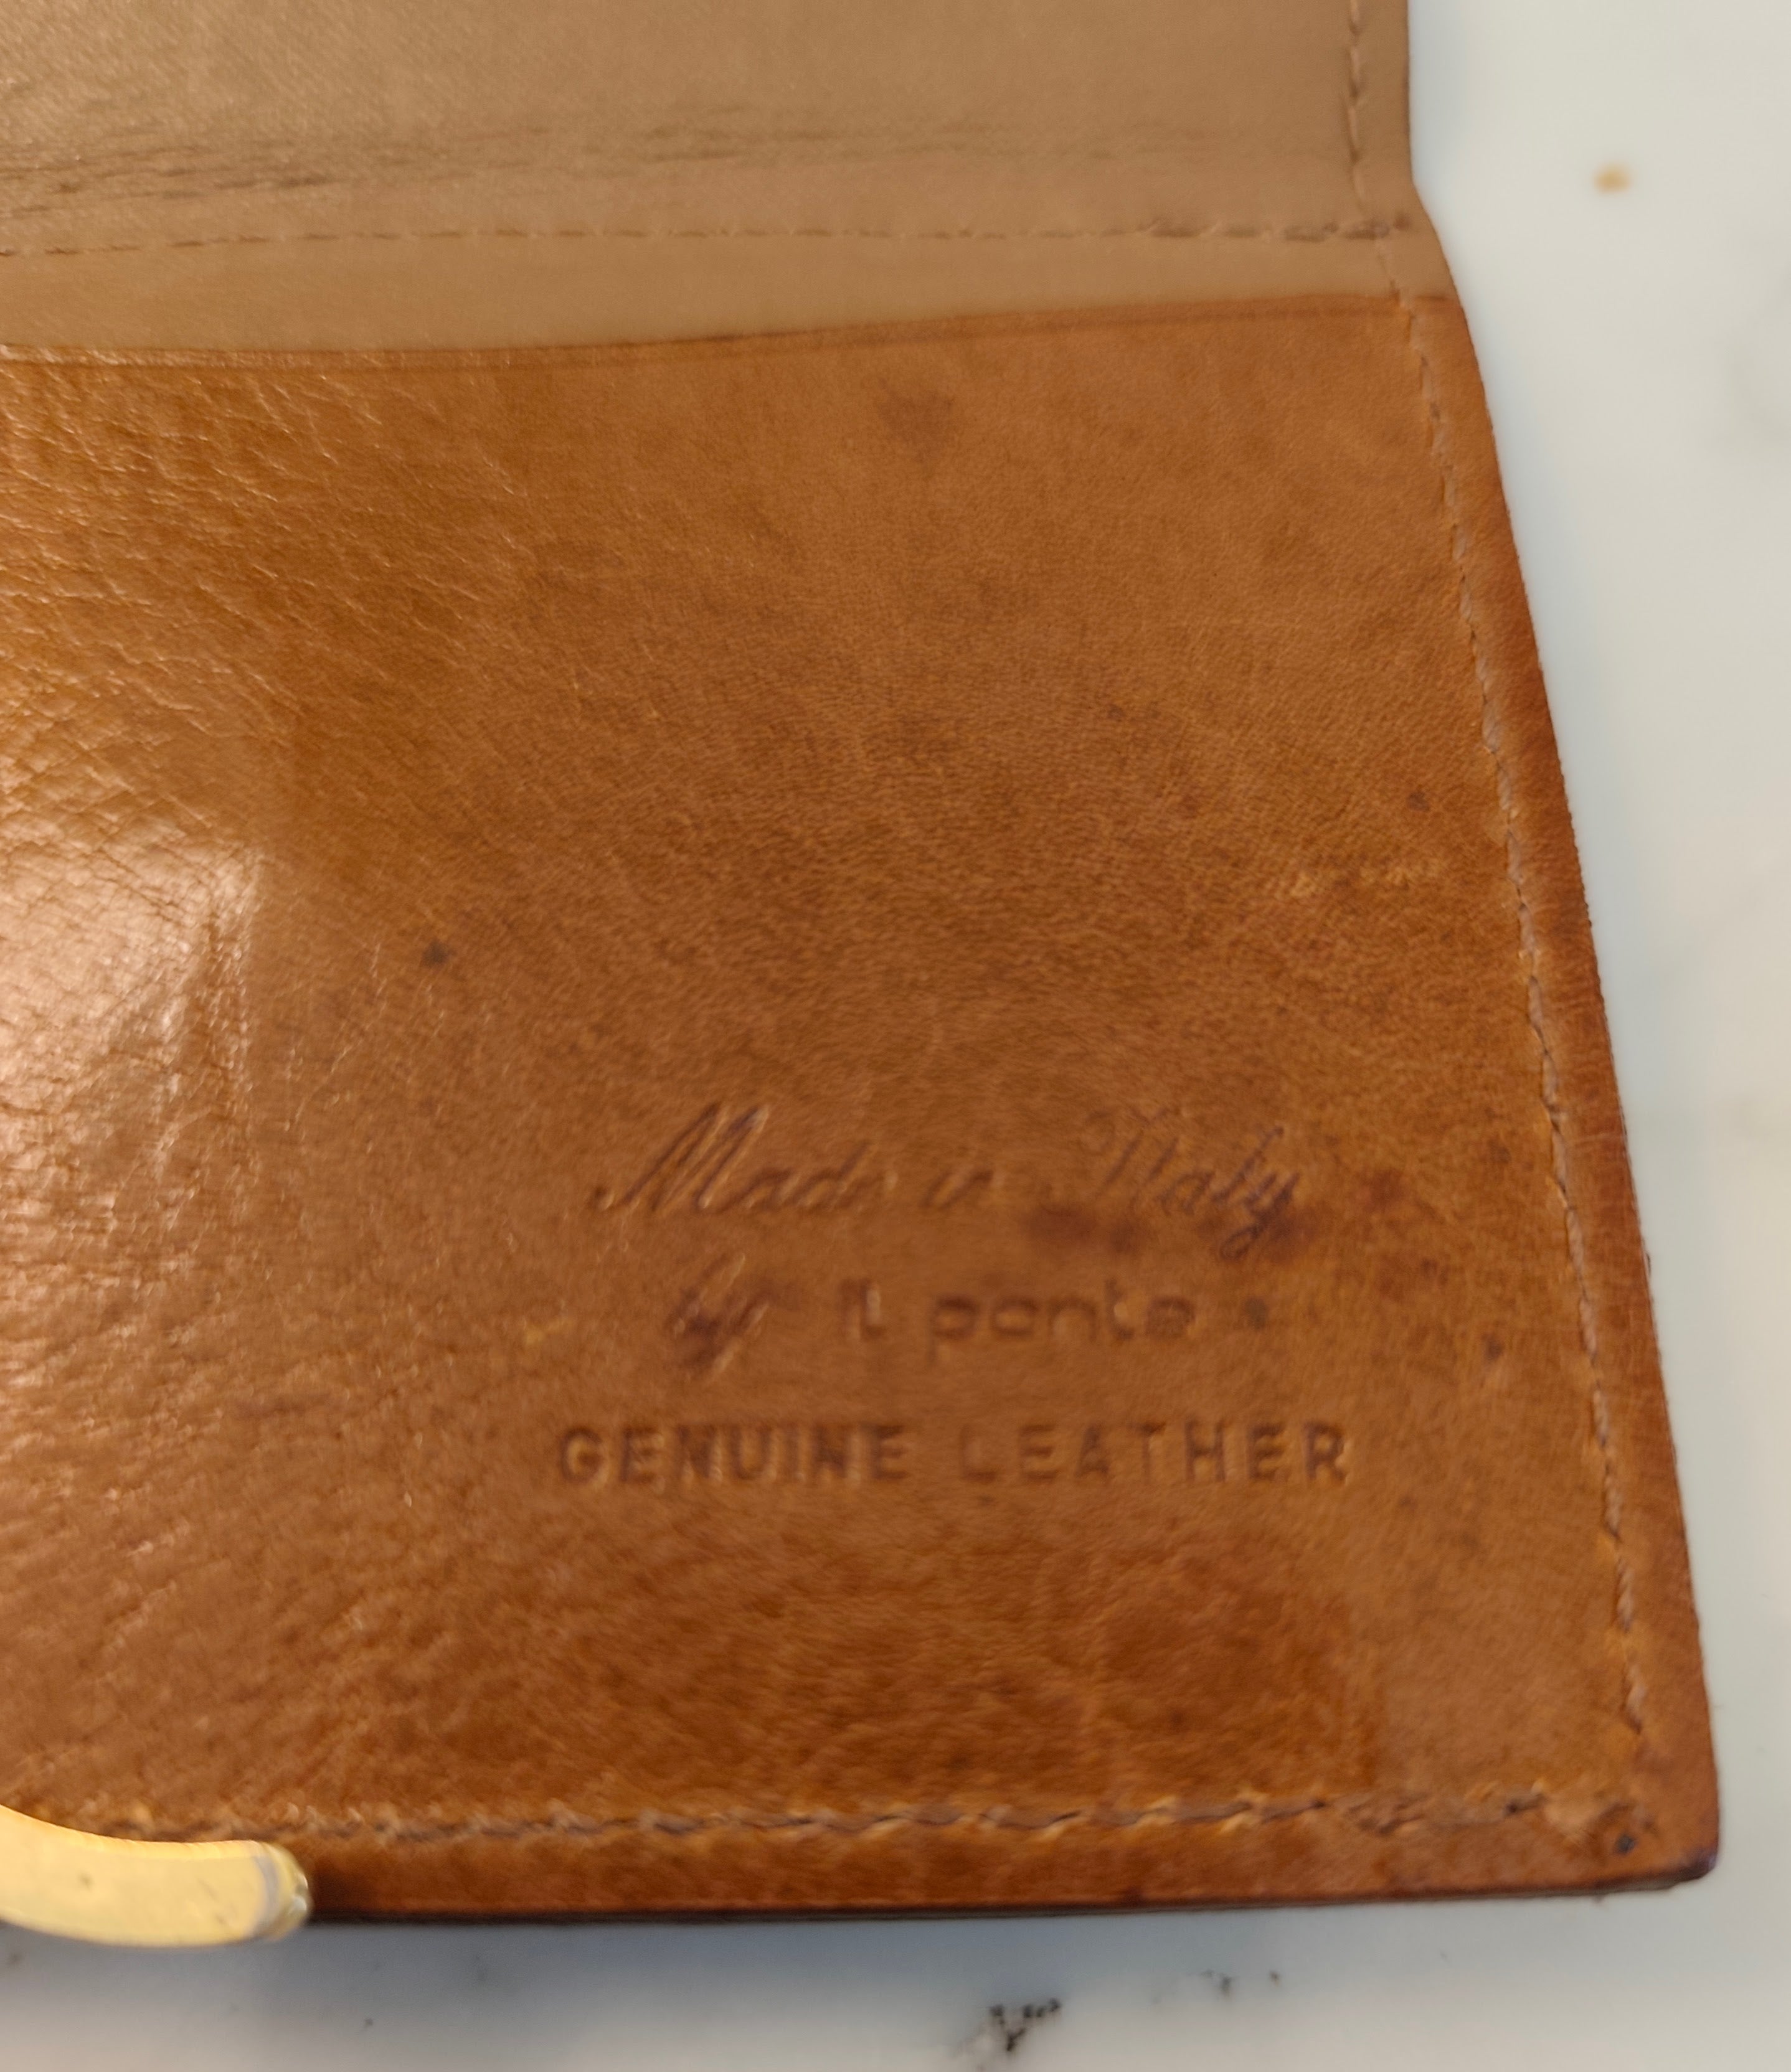 Made in Italy
by il ponte
GENUINE LEATHER